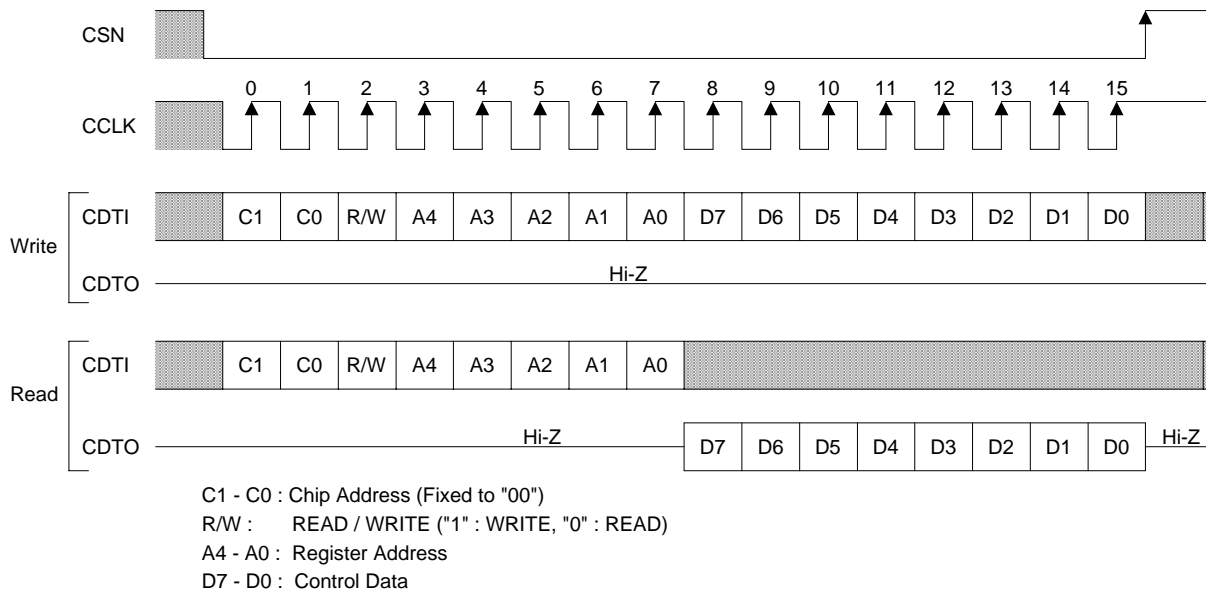 CSN
0 1 2 3 4 5 6 7 8 9 10 11 12 13 14 15
CCLK
Write
CDTI C1 C0 R/W A4 A3 A2 A1 A0 D7 D6 D5 D4 D3 D2 D1 D0
CDTO Hi-Z
Read
CDTI C1 C0 R/W A4 A3 A2 A1 A0
CDTO Hi-Z D7 D6 D5 D4 D3 D2 D1 D0 Hi-Z
C1 - C0 : Chip Address (Fixed to "00")
R/W : READ / WRITE ("1" : WRITE, "0" : READ)
A4 - A0 : Register Address
D7 - D0 : Control Data